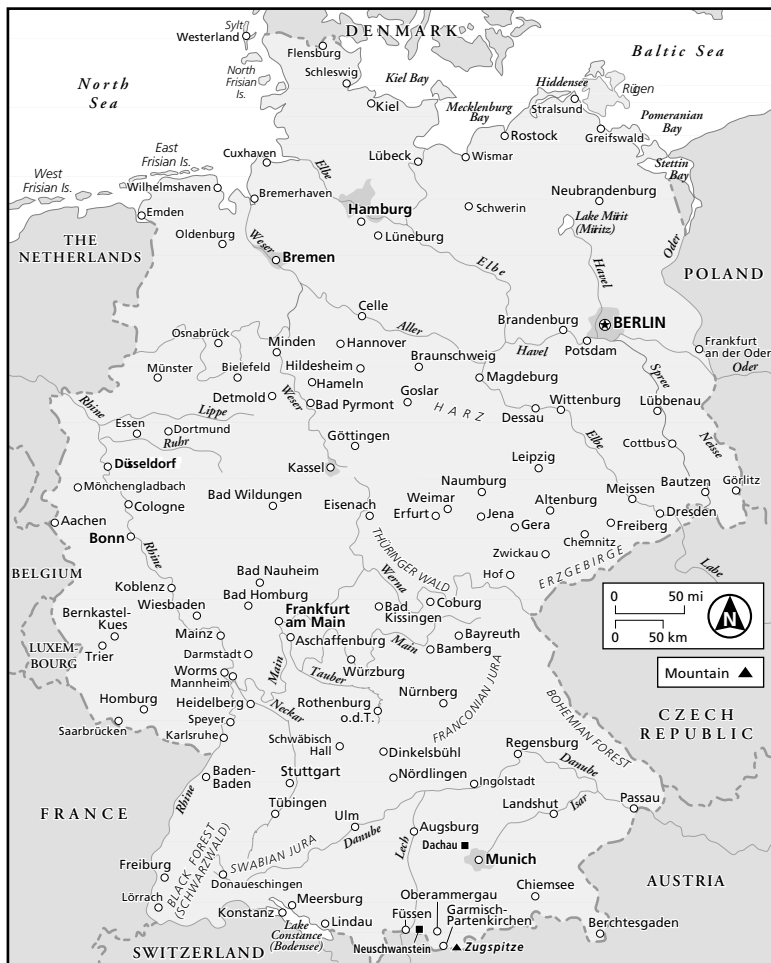 Sylt
Westerland
DENMARK
Flensburg
Schleswig
North
Sea
North
Frisian
Is.
Kiel Bay
Kiel
Baltic Sea
Hiddensee
Rügen
Mecklenburg
Bay
Stralsund
Pomeranian
Bay
Rostock
Greifswald
East
Frisian Is.
West
Frisian Is.
Cuxhaven
Elbe
Lübeck
Wismar
Stettin
Bay
Wilhelmshaven
Bremerhaven
Neubrandenburg
Emden
Hamburg
Schwerin
Lake Mürit
(Müritz)
THE
NETHERLANDS
Oldenburg
Lüneburg
Weser
Bremen
Elbe
Havel
Oder
POLAND
Celle
Aller
Brandenburg
BERLIN
Osnabrück
Minden
Hannover
Braunschweig
Havel
Potsdam
Frankfurt
an der Oder
Oder
Münster
Bielefeld
Hildesheim
Hameln
Magdeburg
Spree
Rhine
Detmold
Weser
Bad Pyrmont
Goslar
HARZ
Wittenburg
Lübbenau
Lippe
Dessau
Essen
Dortmund
Ruhr
Göttingen
Elbe
Cottbus
Neisse
Düsseldorf
Kassel
Leipzig
Mönchengladbach
Naumburg
Meissen
Bautzen
Görlitz
Cologne
Bad Wildungen
Eisenach
Weimar
Erfurt
Jena
Altenburg
Gera
Freiberg
Dresden
Aachen
Bonn
Rhine
THÜRINGER WALD
Chemnitz
Zwickau
ERZGEBIRGE
Labe
BELGIUM
Bad Nauheim
Werna
Hof
Koblenz
Bad Homburg
Wiesbaden
Frankfurt
am Main
Bad
Kissingen
Coburg
0 50 mi
0 50 km
N
Bernkastel-
Kues
Mainz
Aschaffenburg
Main
Bayreuth
Bamberg
LUXEM-
BOURG
Trier
Darmstadt
Main
Würzburg
Mountain
Worms
Mannheim
Tauber
Nürnberg
FRANCONIAN JURA
BOHEMIAN FOREST
Homburg
Heidelberg
Neckar
Rothenburg
o.d.T.
CZECH
REPUBLIC
Saarbrücken
Speyer
Karlsruhe
Schwäbisch
Hall
Dinkelsbühl
Regensburg
Danube
Baden-
Baden
Stuttgart
Nördlingen
Ingolstadt
Rhine
FRANCE
Tübingen
Landshut
Isar
Passau
Ulm
Danube
Lech
Augsburg
Dachau
Munich
SWABIAN JURA
BLACK FOREST
(SCHWARZWALD)
Freiburg
Donaueschingen
AUSTRIA
Lörrach
Meersburg
Oberammergau
Chiemsee
Konstanz
Lindau
Füssen
Garmisch-
Partenkirchen
Lake
Constance
(Bodensee)
Berchtesgaden
SWITZERLAND
Neuschwanstein
Zugspitze